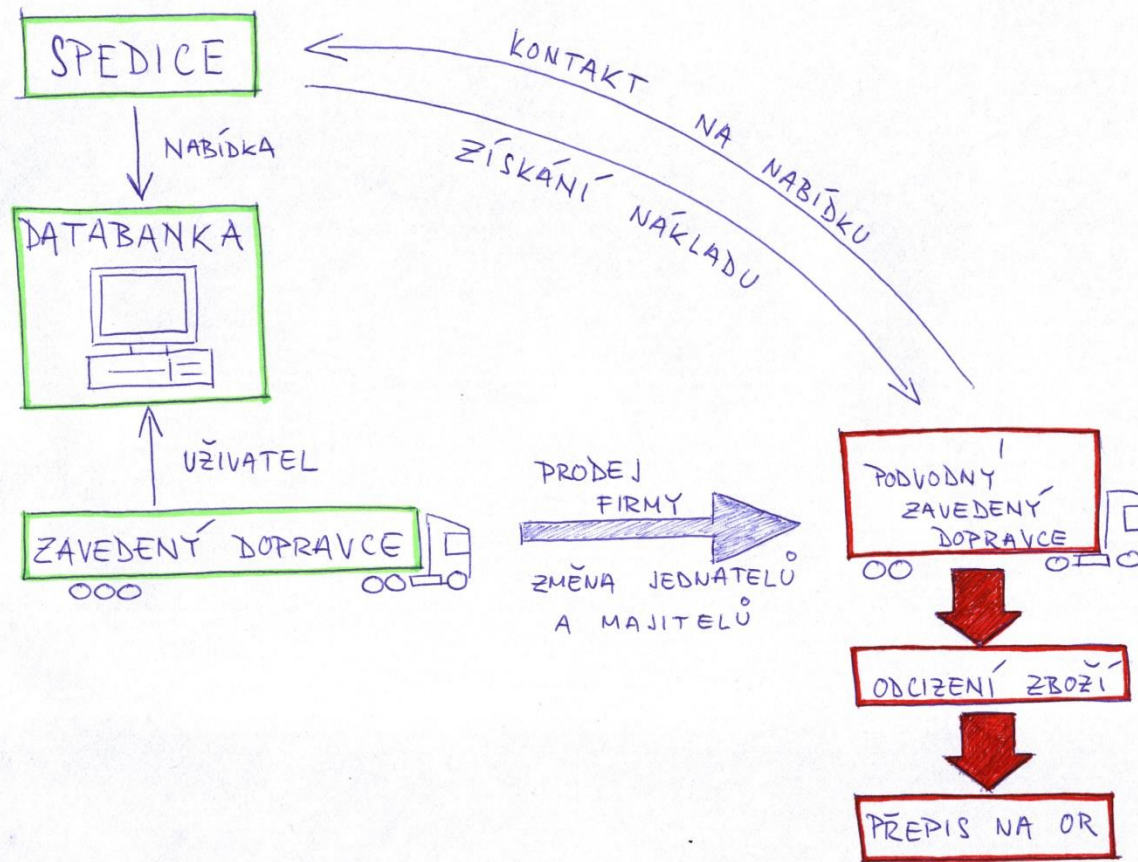 SPEDICE
NABÍDKA
DATABANKA
UŽIVATEL
ZAVEDENÝ DOPRAVCE
KONTAKT NA NABÍDKU
ZÍSKÁNÍ NÁKLADU
PRODEJ
FIRMY
ZMĚNA JEDNATELŮ
A MAJITELŮ
PODVODNÝ
ZAVEDENÝ
DOPRAVCE
ODCIZENÍ ZBOŽÍ
PŘEPIS NA OR